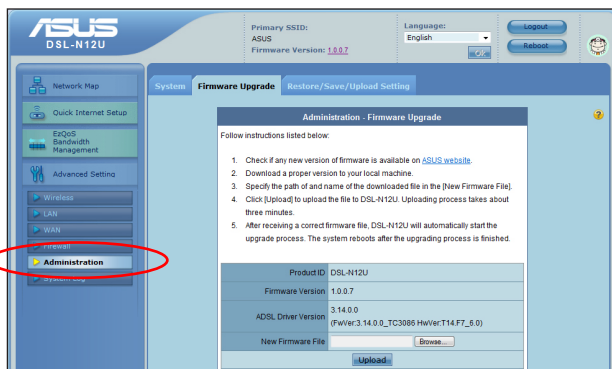 ASUS
DSL-N12U
Primary SSID:
ASUS
Firmware Version: 1.0.0.7
Language:
English
Logout
Reboot
Network Map
Quick Internet Setup
EzQoS
Bandwidth
Management
Advanced Setting
Wireless
LAN
WAN
Firewall
Administration
System Log
System
Firmware Upgrade
Restore/Save/Upload Setting
Administration - Firmware Upgrade
Follow instructions listed below:
1. Check if any new version of firmware is available on ASUS website.
2. Download a proper version to your local machine.
3. Specify the path of and name of the downloaded file in the [New Firmware File].
4. Click [Upload] to upload the file to DSL-N12U. Uploading process takes about
three minutes.
5. After receiving a correct firmware file, DSL-N12U will automatically start the
upgrade process. The system reboots after the upgrading process is finished.
Product ID DSL-N12U
Firmware Version 1.0.0.7
ADSL Driver Version 3.14.0.0
(FwVer:3.14.0.0_TC3086 HwVer:T14.F7_6.0)
New Firmware File Browse...
Upload